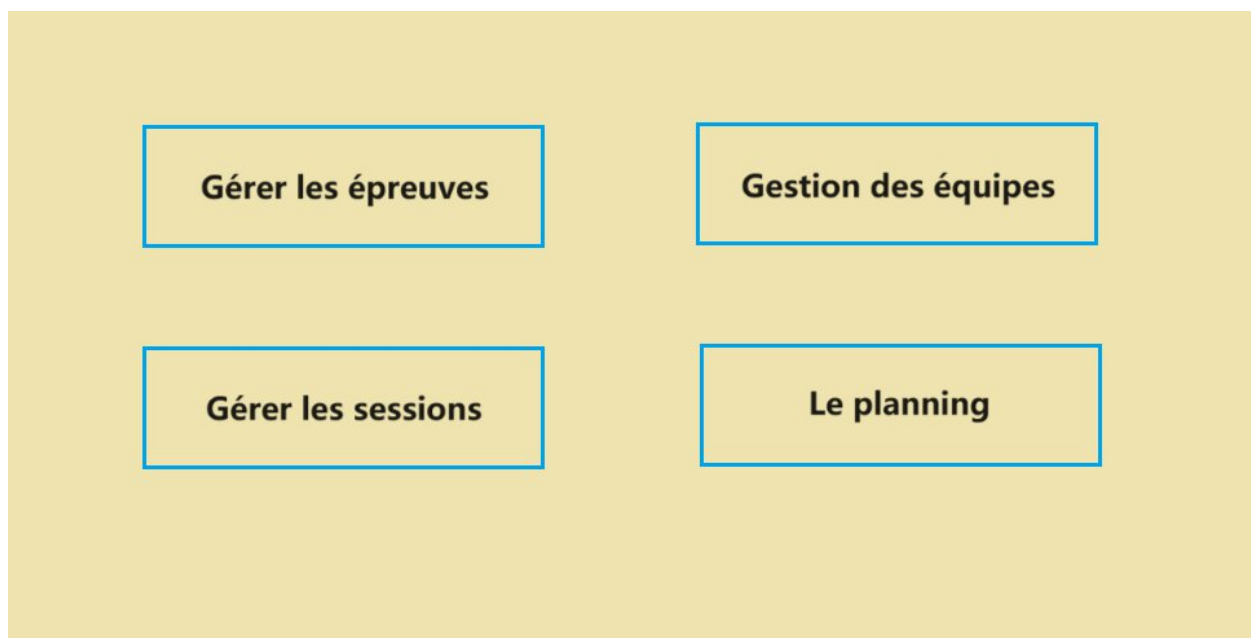 Gérer les épreuves
Gestion des équipes
Gérer les sessions
Le planning